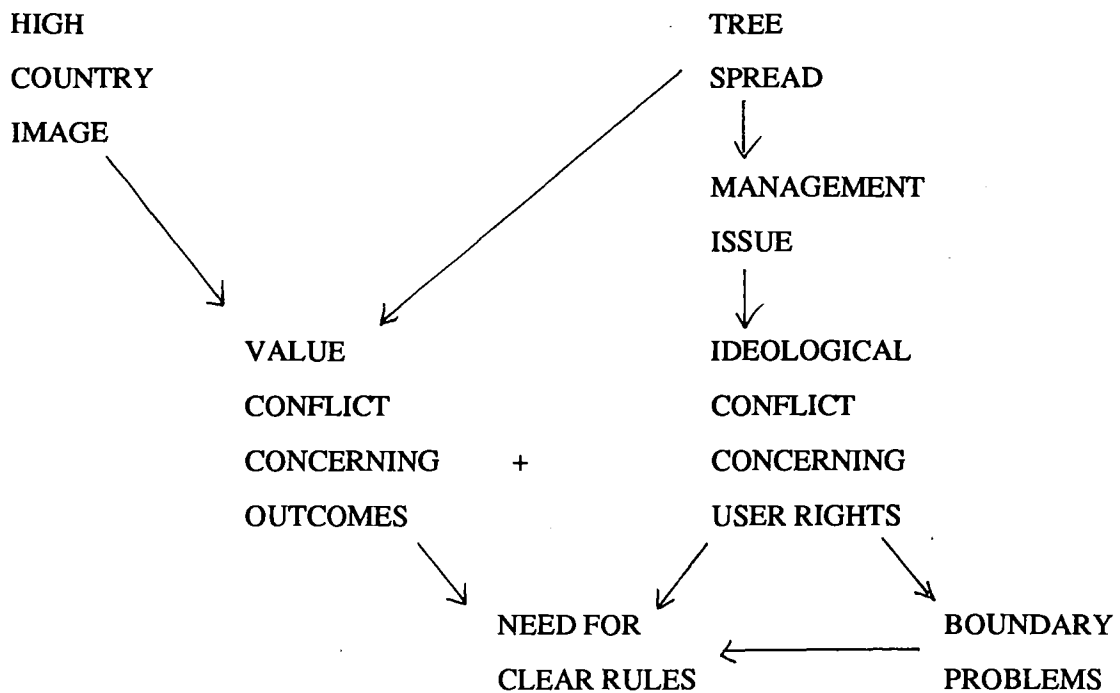 HIGH
COUNTRY
IMAGE
TREE
SPREAD
MANAGEMENT
ISSUE
VALUE
CONFLICT
CONCERNING
OUTCOMES
+
IDEOLOGICAL
CONFLICT
CONCERNING
USER RIGHTS
NEED FOR
CLEAR RULES
BOUNDARY
PROBLEMS